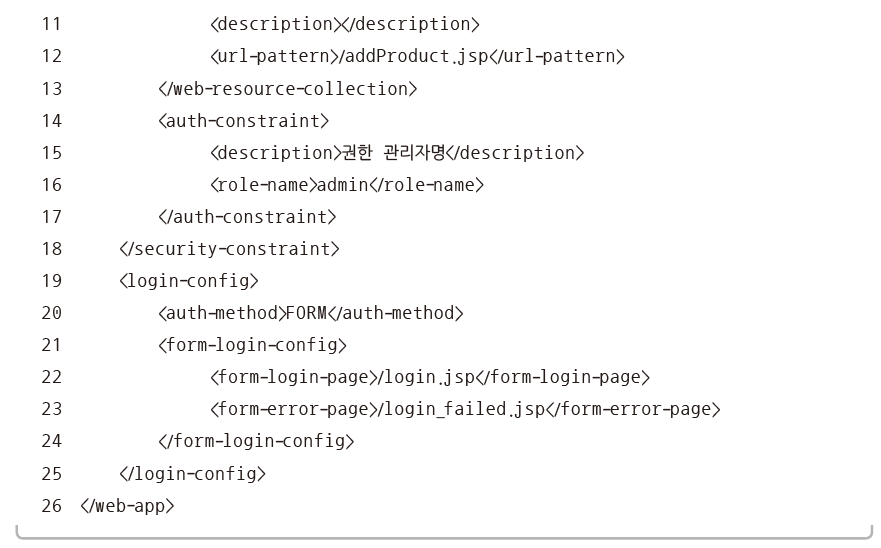 11 <description></description>
12 <url-pattern>/addProduct.jsp</url-pattern>
13 </web-resource-collection>
14 <auth-constraint>
15 <description>권한 관리자명</description>
16 <role-name>admin</role-name>
17 </auth-constraint>
18 </security-constraint>
19 <login-config>
20 <auth-method>FORM</auth-method>
21 <form-login-config>
22 <form-login-page>/login.jsp</form-login-page>
23 <form-error-page>/login_failed.jsp</form-error-page>
24 </form-login-config>
25 </login-config>
26 </web-app>